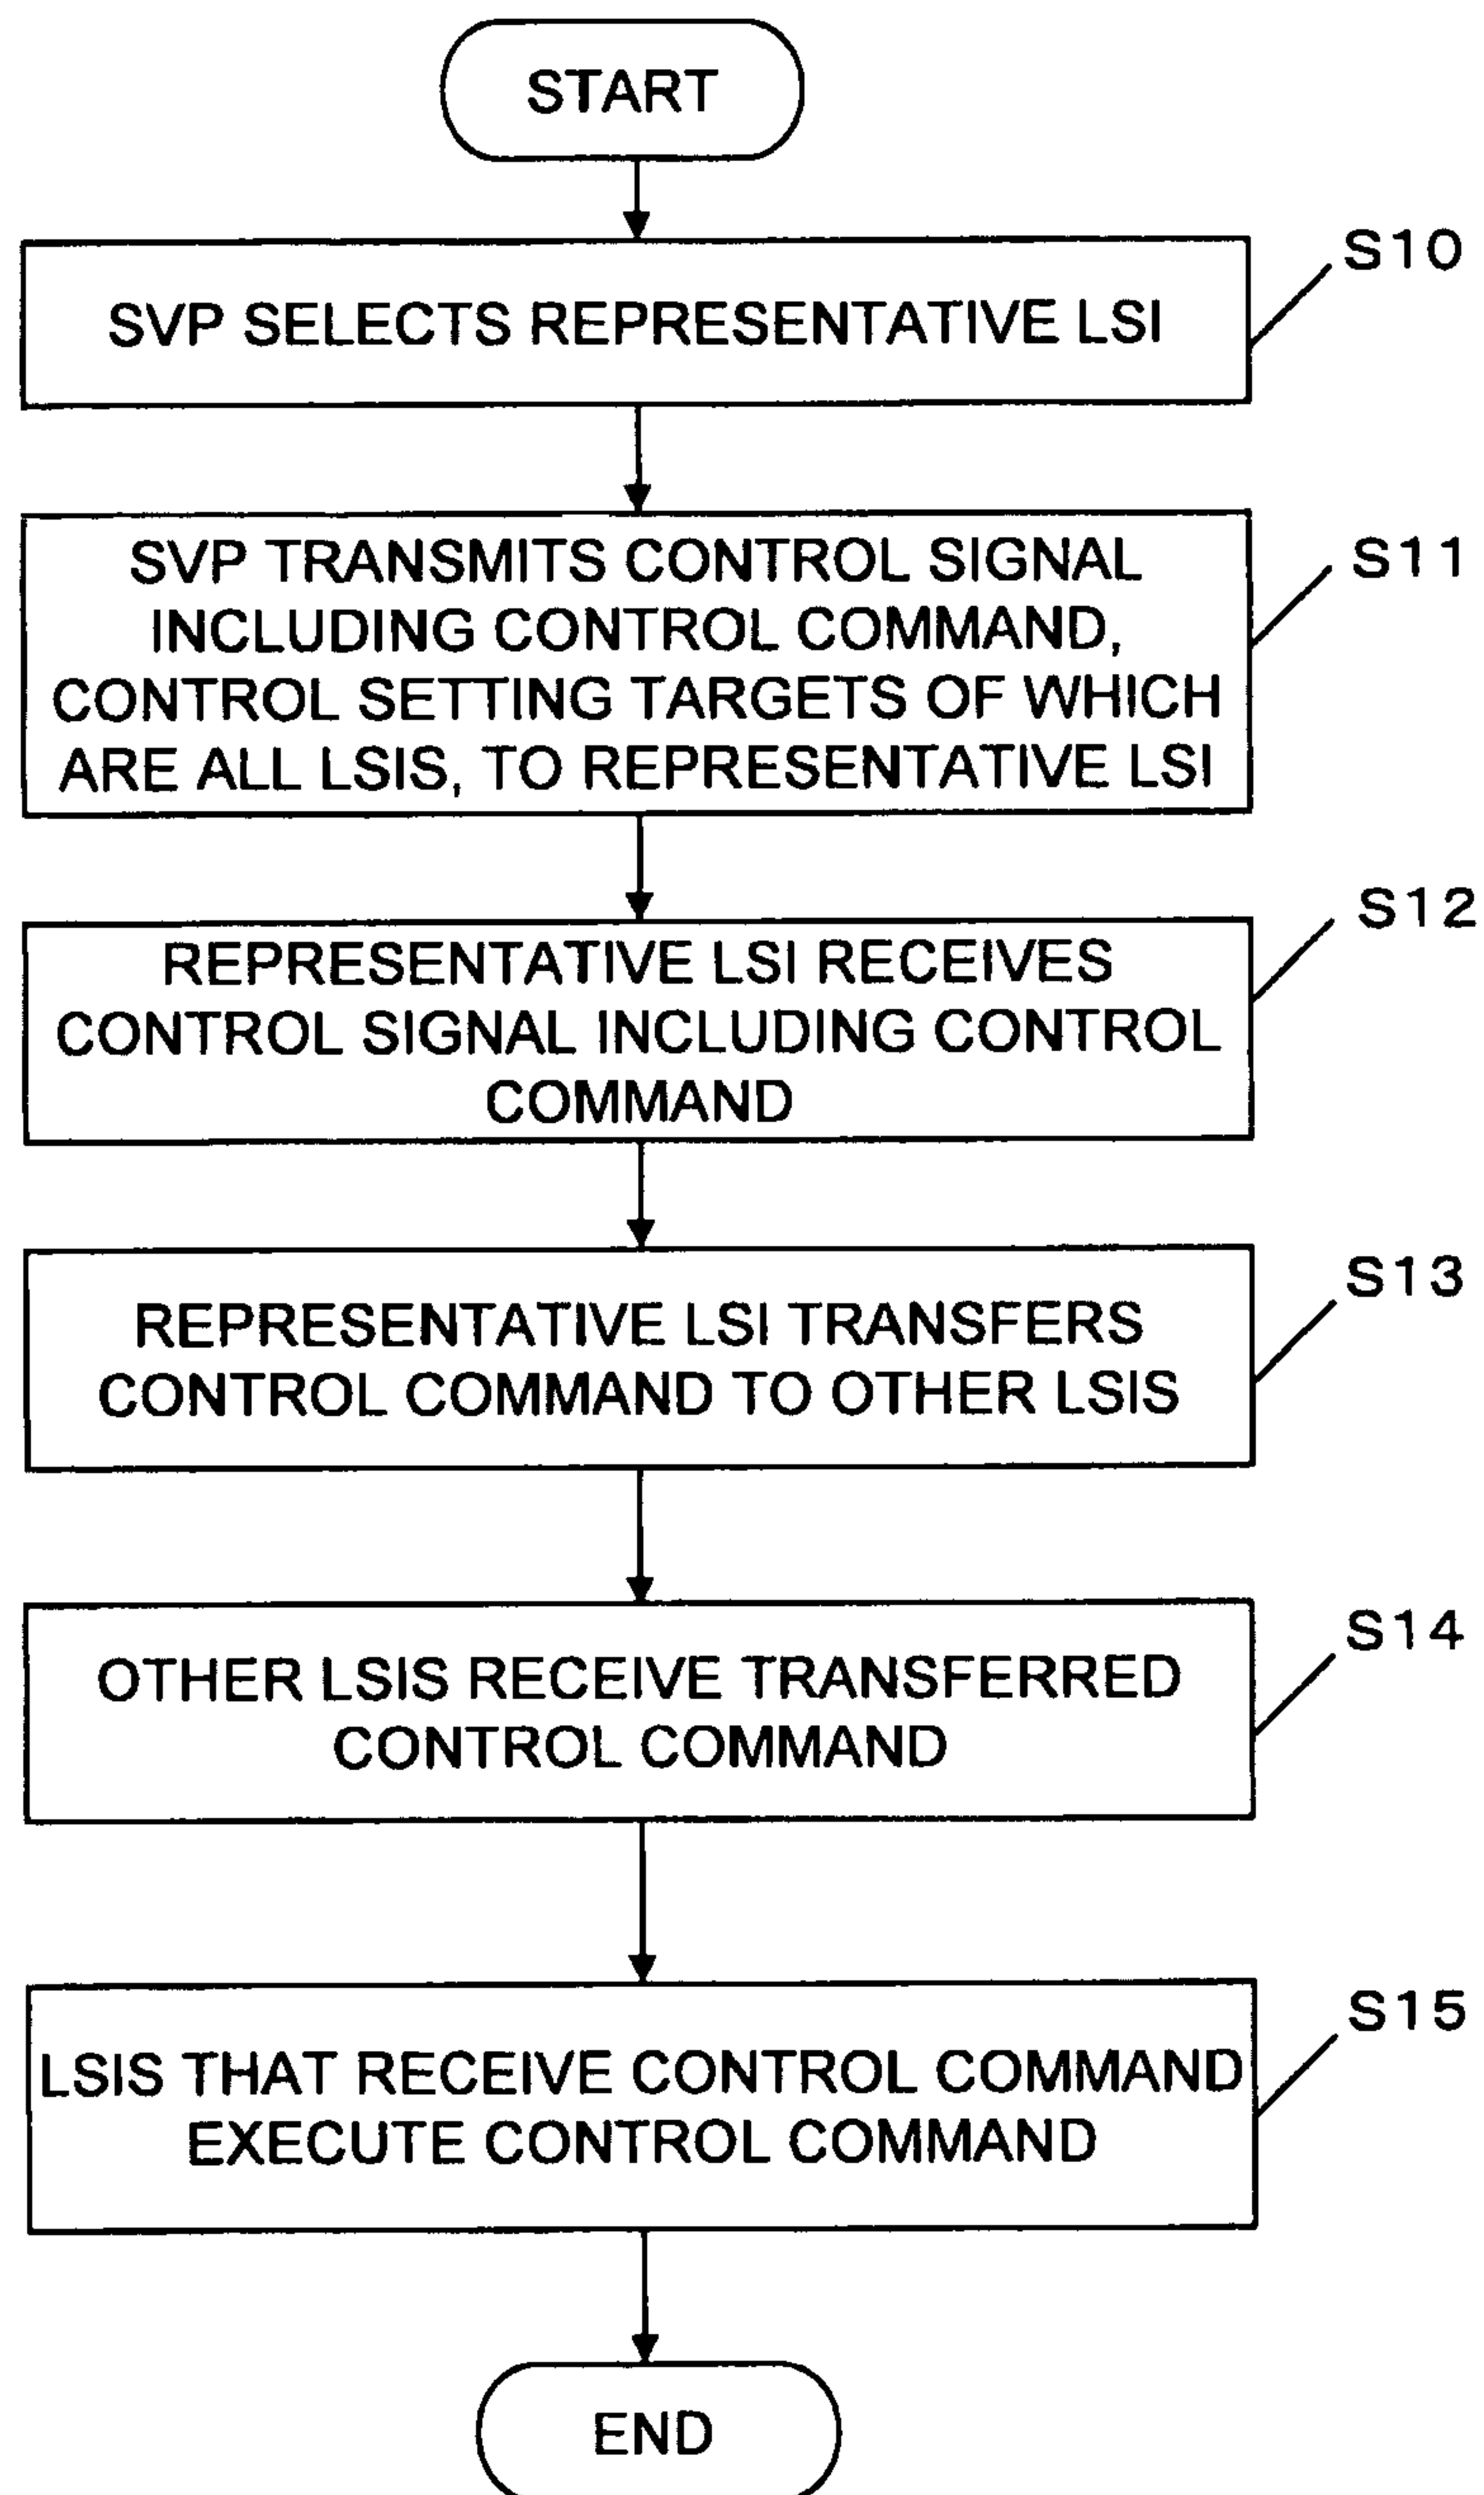 START
S10
SVP SELECTS REPRESENTATIVE LSI
S11
SVP TRANSMITS CONTROL SIGNAL
INCLUDING CONTROL COMMAND,
CONTROL SETTING TARGETS OF WHICH
ARE ALL LSIS, TO REPRESENTATIVE LSI
S12
REPRESENTATIVE LSI RECEIVES
CONTROL SIGNAL INCLUDING CONTROL
COMMAND
S13
REPRESENTATIVE LSI TRANSFERS
CONTROL COMMAND TO OTHER LSIS
S14
OTHER LSIS RECEIVE TRANSFERRED
CONTROL COMMAND
S15
LSIS THAT RECEIVE CONTROL COMMAND
EXECUTE CONTROL COMMAND
END